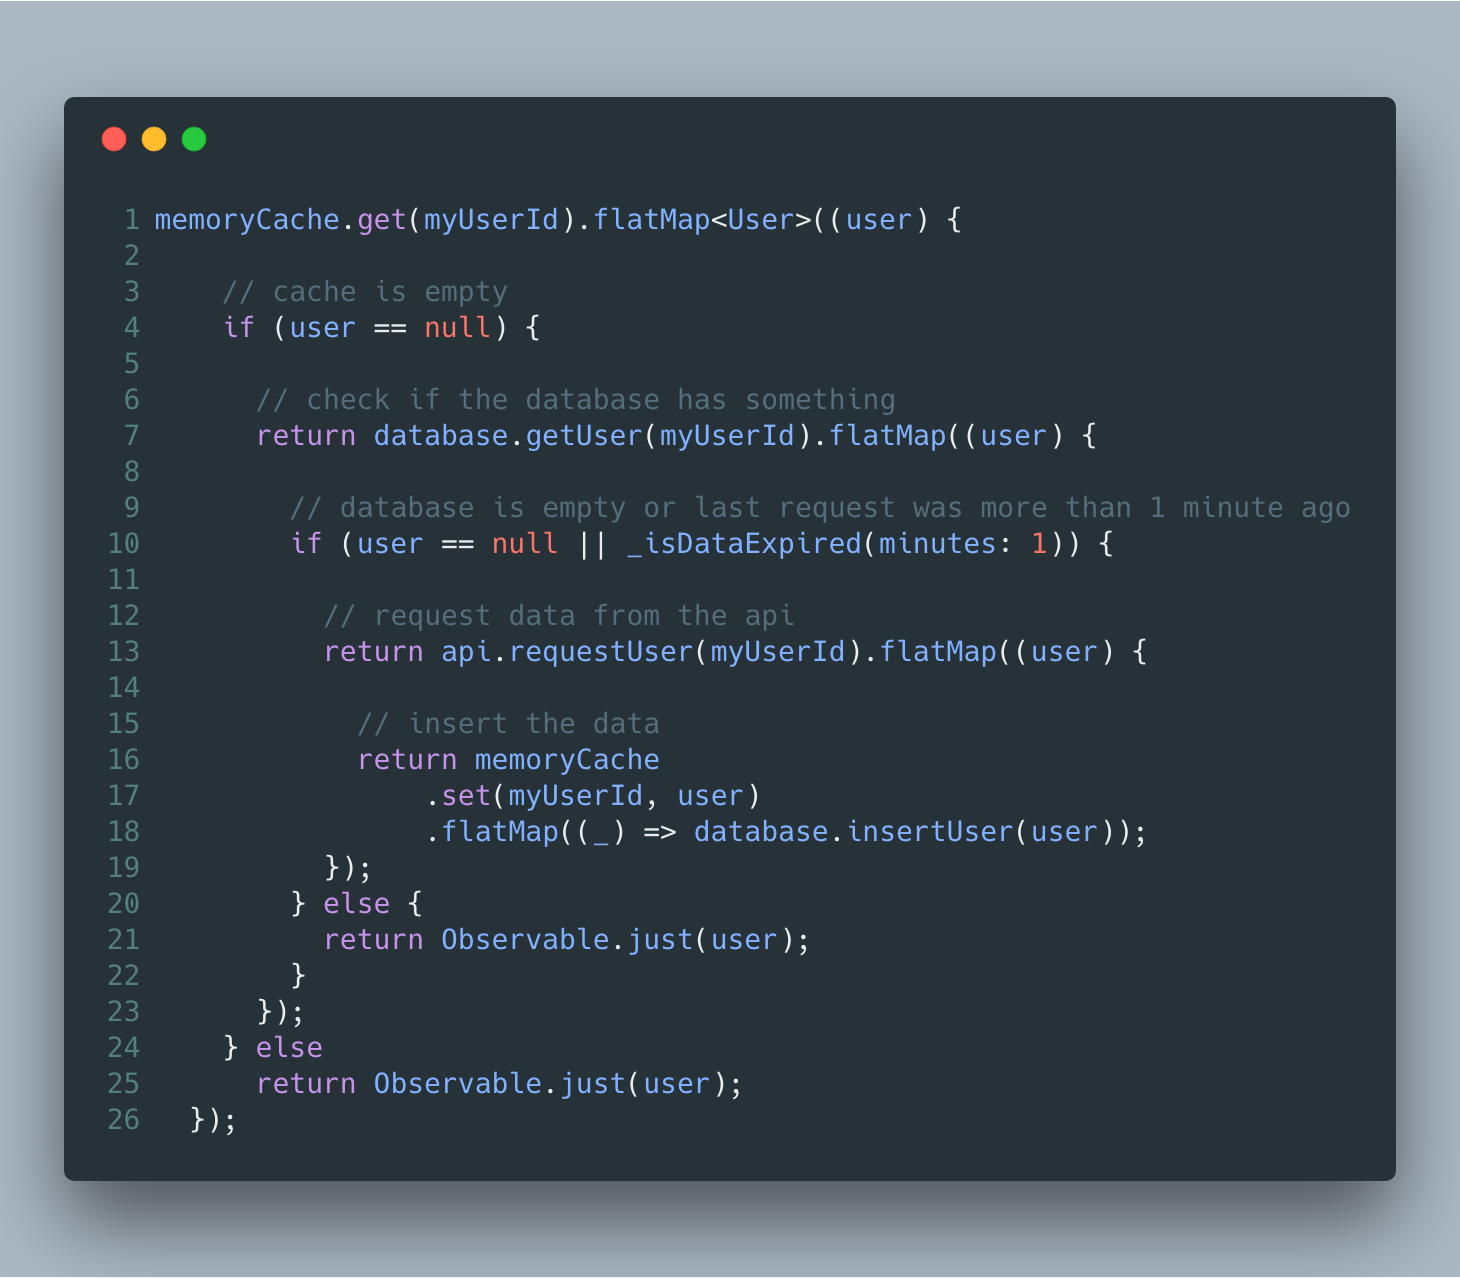 1 memoryCache.get(myUserId).flatMap<User>((user) {
2
3     // cache is empty
4     if (user == null) {
5
6       // check if the database has something
7       return database.getUser(myUserId).flatMap((user) {
8
9         // database is empty or last request was more than 1 minute ago
10         if (user == null || _isDataExpired(minutes: 1)) {
11
12           // request data from the api
13           return api.requestUser(myUserId).flatMap((user) {
14
15             // insert the data
16             return memoryCache
17                 .set(myUserId, user)
18                 .flatMap((_) => database.insertUser(user));
19           });
20         } else {
21           return Observable.just(user);
22         }
23       });
24     } else
25       return Observable.just(user);
26   });